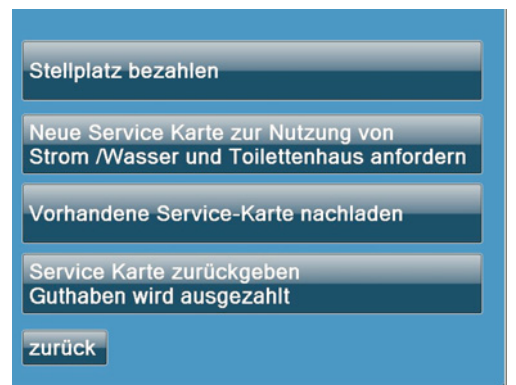 Stellplatz bezahlen
Neue Service Karte zur Nutzung von
Strom /Wasser und Toilettenhaus anfordern
Vorhandene Service-Karte nachladen
Service Karte zurückgeben
Guthaben wird ausgezahlt
zurück